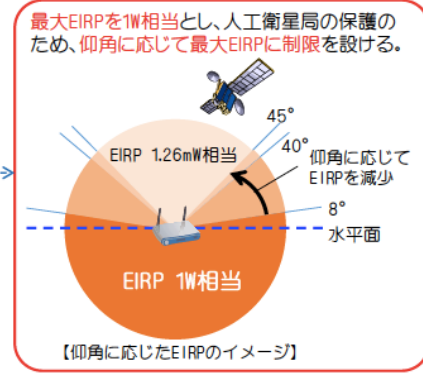 最大EIRPを1W相当とし、人工衛星局の保護の
ため、仰角に応じて最大EIRPに制限を設ける。
45°
EIRP 1.26mW相当
40°
仰角に応じて
EIRPを減少
8°
水平面
EIRP 1W相当
【仰角に応じたEIRPのイメージ】